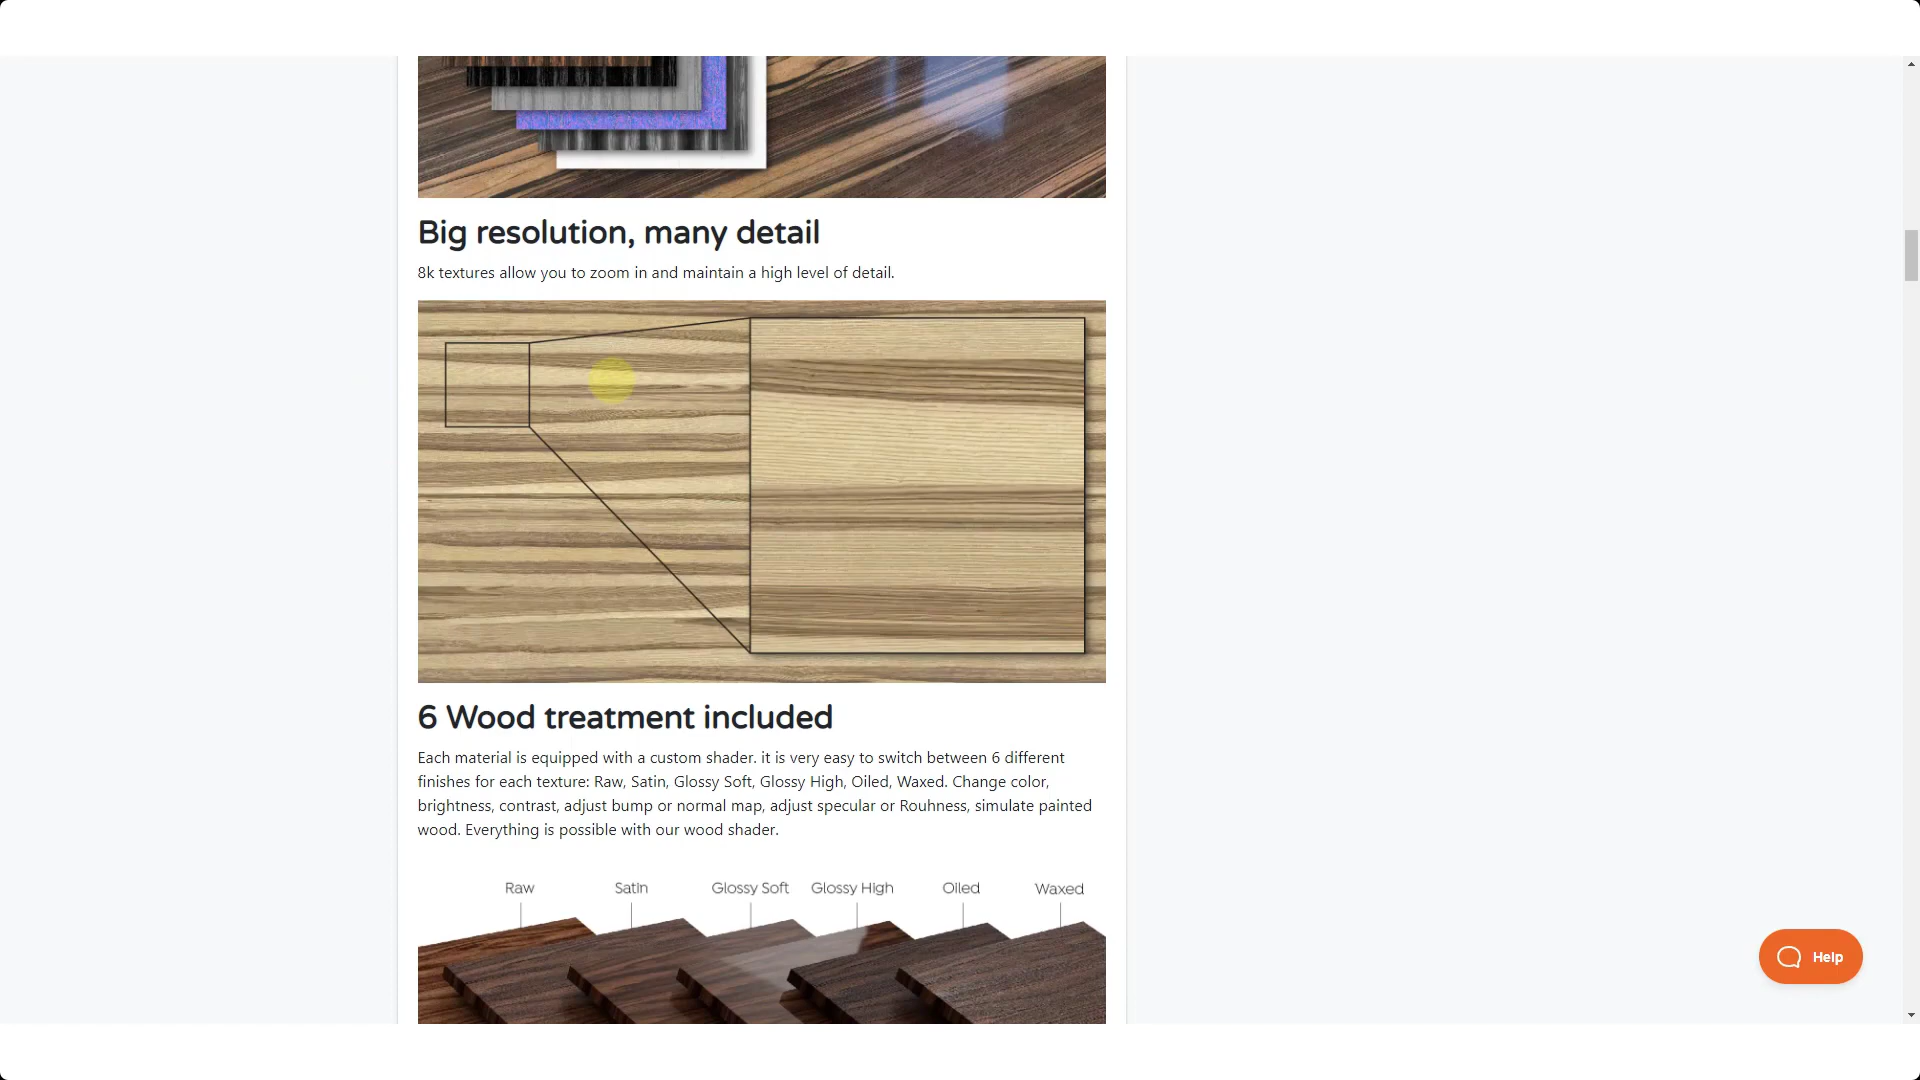 Big resolution, many detail
8k textures allow you to zoom in and maintain a high level of detail.
6 Wood treatment included
Each material is equipped with a custom shader. it is very easy to switch between 6 different
finishes for each texture: Raw, Satin, Glossy Soft, Glossy High, Oiled, Waxed. Change color,
brightness, contrast, adjust bump or normal map, adjust specular or Rouhness, simulate painted
wood. Everything is possible with our wood shader.
Raw Satin Glossy Soft Glossy High Oiled Waxed
Help